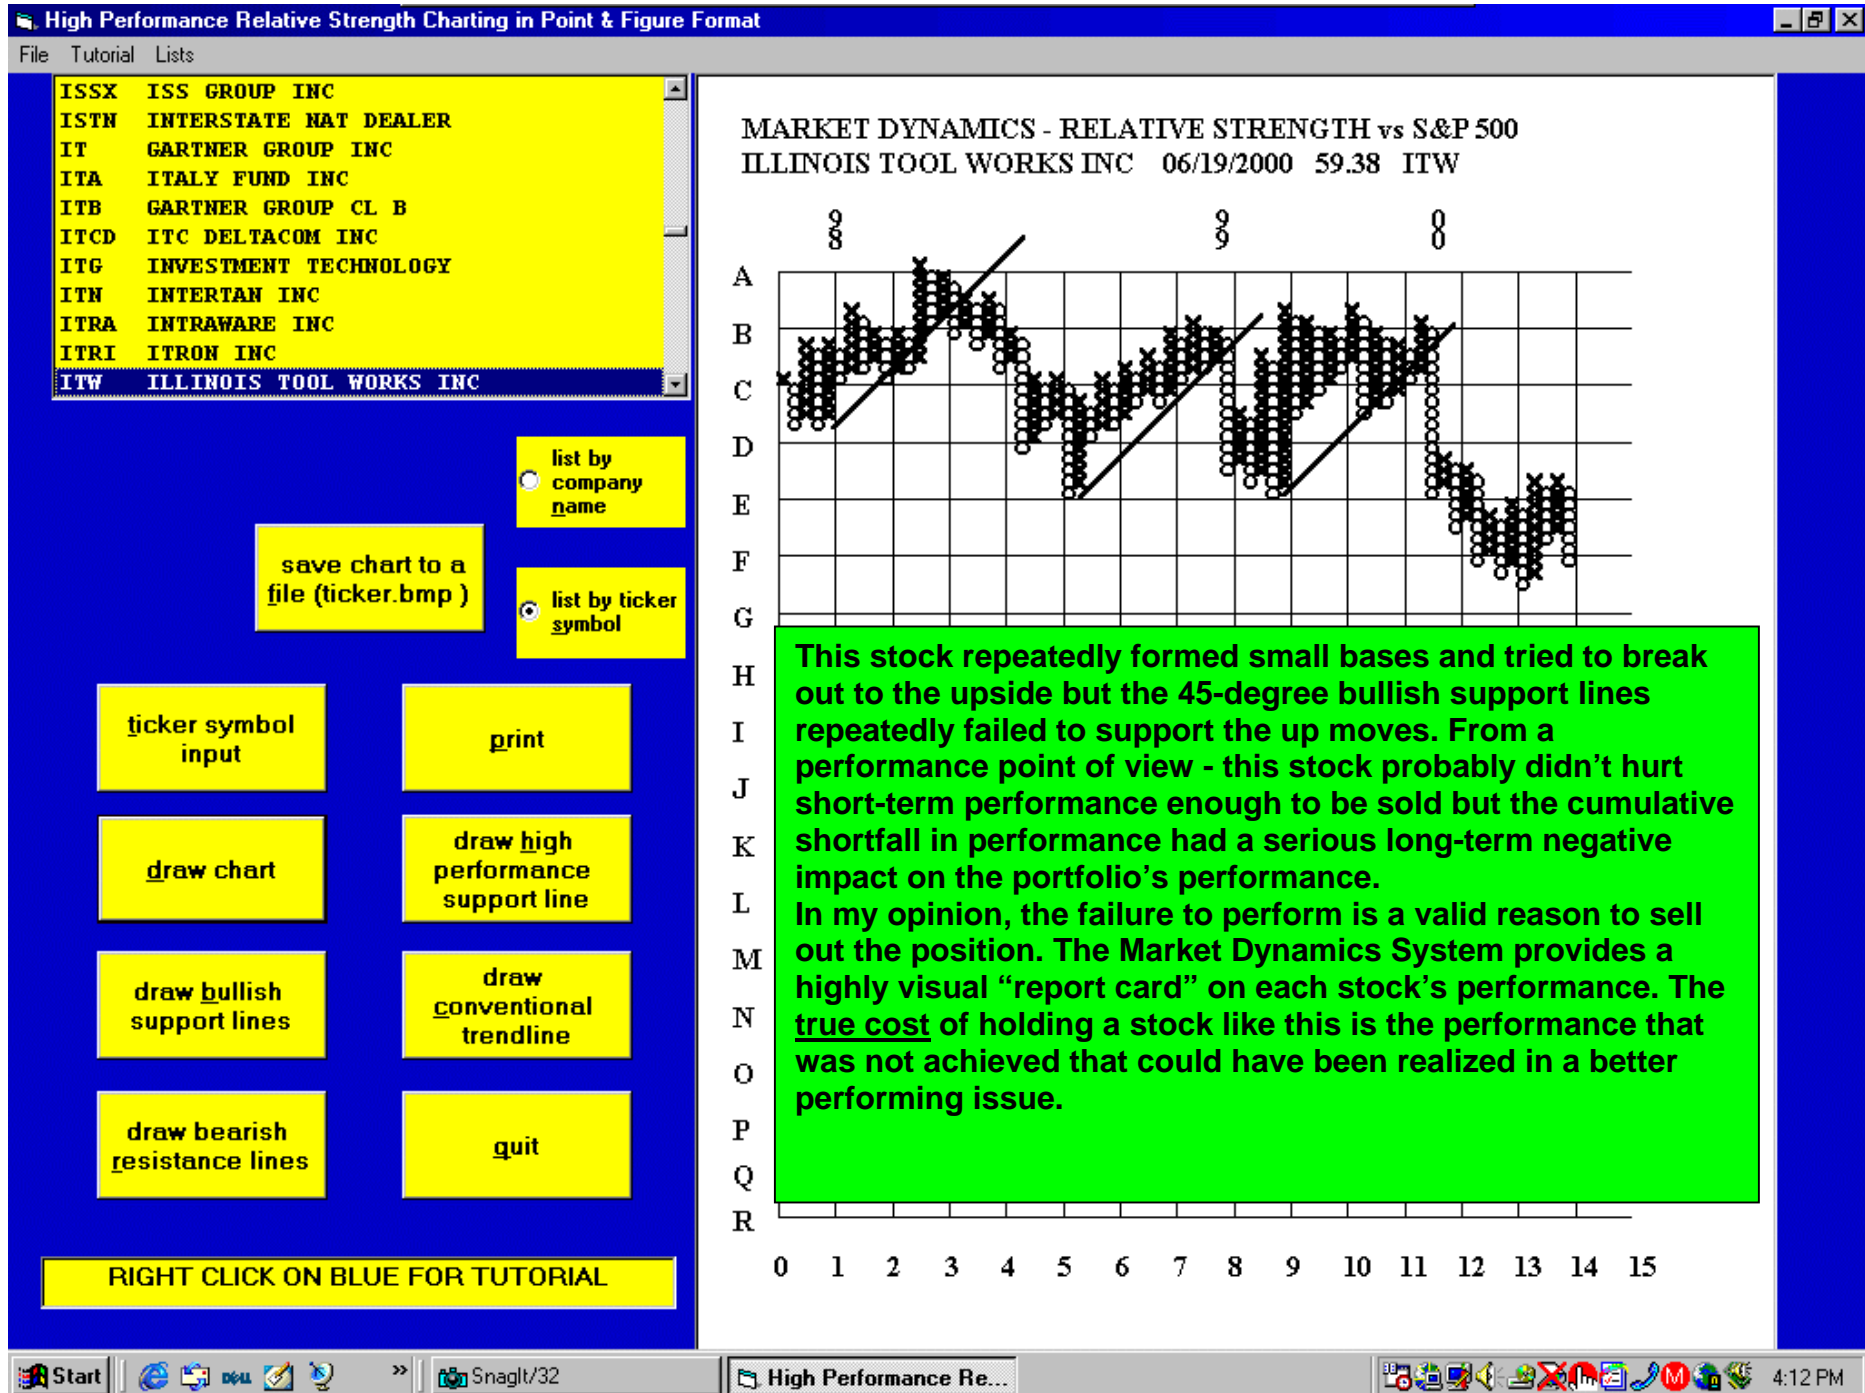 High Performance Relative Strength Charting in Point & Figure Format
File Tutorial Lists
ISSX ISS GROUP INC
ISTN INTERSTATE NAT DEALER
IT GARTNER GROUP INC
ITA ITALY FUND INC
ITB GARTNER GROUP CL B
ITCD ITC DELTACOM INC
ITG INVESTMENT TECHNOLOGY
ITN INTERTAN INC
ITRA INTRAWARE INC
ITRI ITRON INC
ITW ILLINOIS TOOL WORKS INC
list by
company
name
save chart to a
file (ticker.bmp )
list by ticker
symbol
ticker symbol
input
print
draw chart
draw high
performance
support line
draw bullish
support lines
draw
conventional
trendline
draw bearish
resistance lines
quit
RIGHT CLICK ON BLUE FOR TUTORIAL
MARKET DYNAMICS - RELATIVE STRENGTH vs S&P 500
ILLINOIS TOOL WORKS INC 06/19/2000 59.38 ITW
9 9 0
8 9 0
A
B
C
D
E
F
G
H
I
J
K
L
M
N
O
P
Q
R
This stock repeatedly formed small bases and tried to break
out to the upside but the 45-degree bullish support lines
repeatedly failed to support the up moves. From a
performance point of view - this stock probably didn’t hurt
short-term performance enough to be sold but the cumulative
shortfall in performance had a serious long-term negative
impact on the portfolio’s performance.
In my opinion, the failure to perform is a valid reason to sell
out the position. The Market Dynamics System provides a
highly visual “report card” on each stock’s performance. The
true cost of holding a stock like this is the performance that
was not achieved that could have been realized in a better
performing issue.
0 1 2 3 4 5 6 7 8 9 10 11 12 13 14 15
Start
DELL
»
SnagIt/32
High Performance Re...
M
4:12 PM